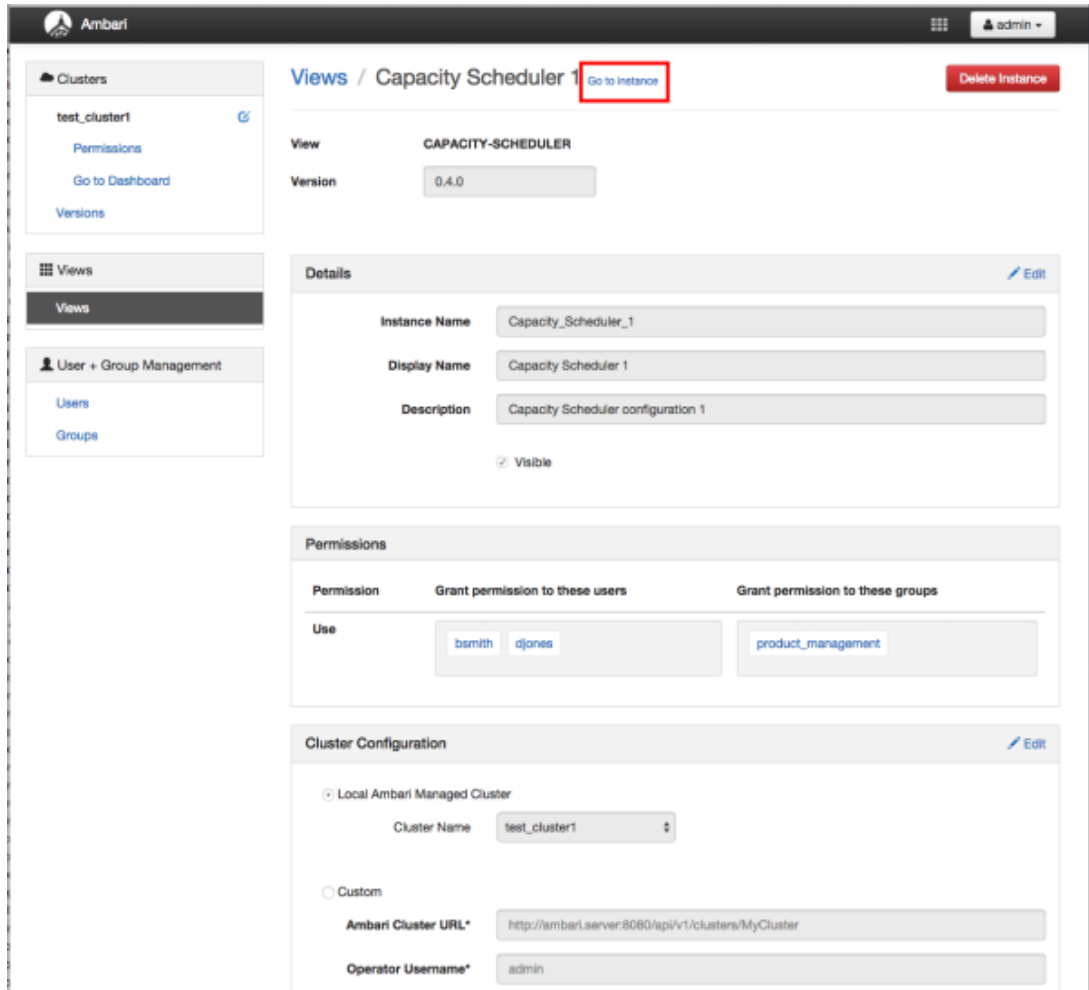 Ambari
admin
Clusters
test_cluster1
Permissions
Go to Dashboard
Versions
Views
Views
User + Group Management
Users
Groups
Views / Capacity Scheduler 1 Go to instance
Delete Instance
View CAPACITY-SCHEDULER
Version 0.4.0
Details Edit
Instance Name Capacity_Scheduler_1
Display Name Capacity Scheduler 1
Description Capacity Scheduler configuration 1
Visible
Permissions
Permission Grant permission to these users Grant permission to these groups
Use bsmith djones product_management
Cluster Configuration Edit
Local Ambari Managed Cluster
Cluster Name test_cluster1
Custom
Ambari Cluster URL* http://ambari.server:8080/api/v1/clusters/MyCluster
Operator Username* admin